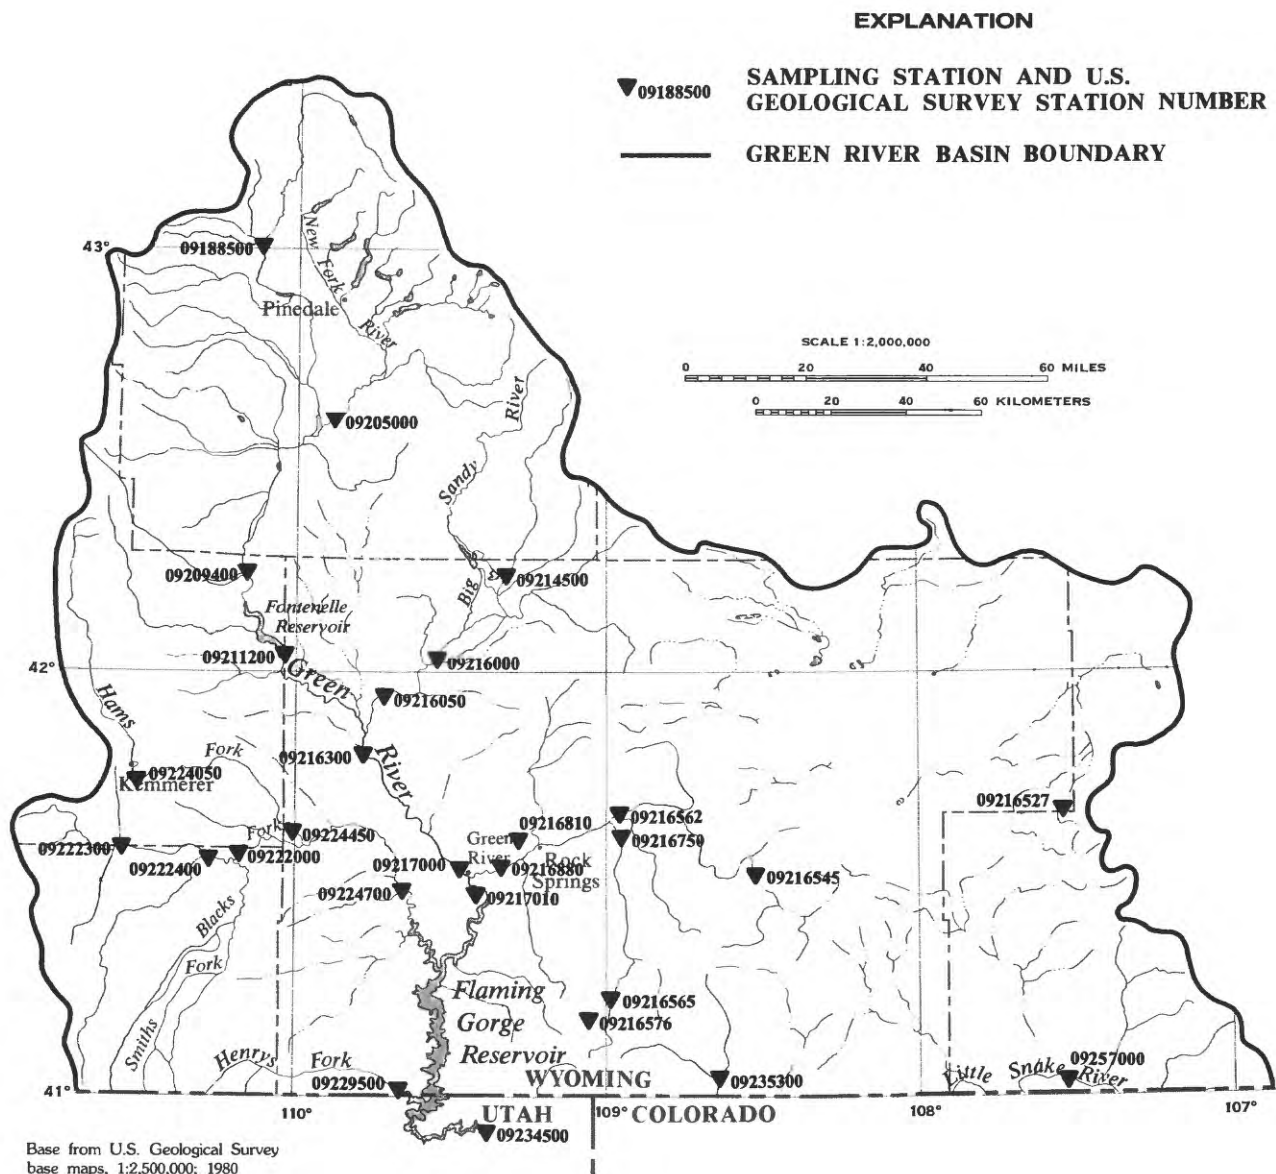 EXPLANATION
09188500
SAMPLING STATION AND U.S.
GEOLOGICAL SURVEY STATION NUMBER
GREEN RIVER BASIN BOUNDARY
43°
09188500
New
Fork
River
Pinedale
SCALE 1:2,000,000
0 20 40 60 MILES
0 20 40 60 KILOMETERS
09205000
River
Sandy
Big
09209400
09214500
Fontenelle
Reservoir
09211200
42°
09216000
Green
River
09216050
Hams
Fork
09216300
09224050
Kemmerer
Fork
09224450
09216810
09216562
09216750
09216527
09222300
09222400
09222000
09217000
Green
River
09216880
Rock
Springs
09216545
09224700
09217010
Blacks
Fork
Smiths
Flaming
Gorge
Reservoir
09216565
09216576
Henrys
Fork
09229500
09235300
09257000
Little
Snake
River
41°
WYOMING
110°
UTAH
109°
COLORADO
108°
107°
09234500
Base from U.S. Geological Survey
base maps, 1:2,500,000; 1980